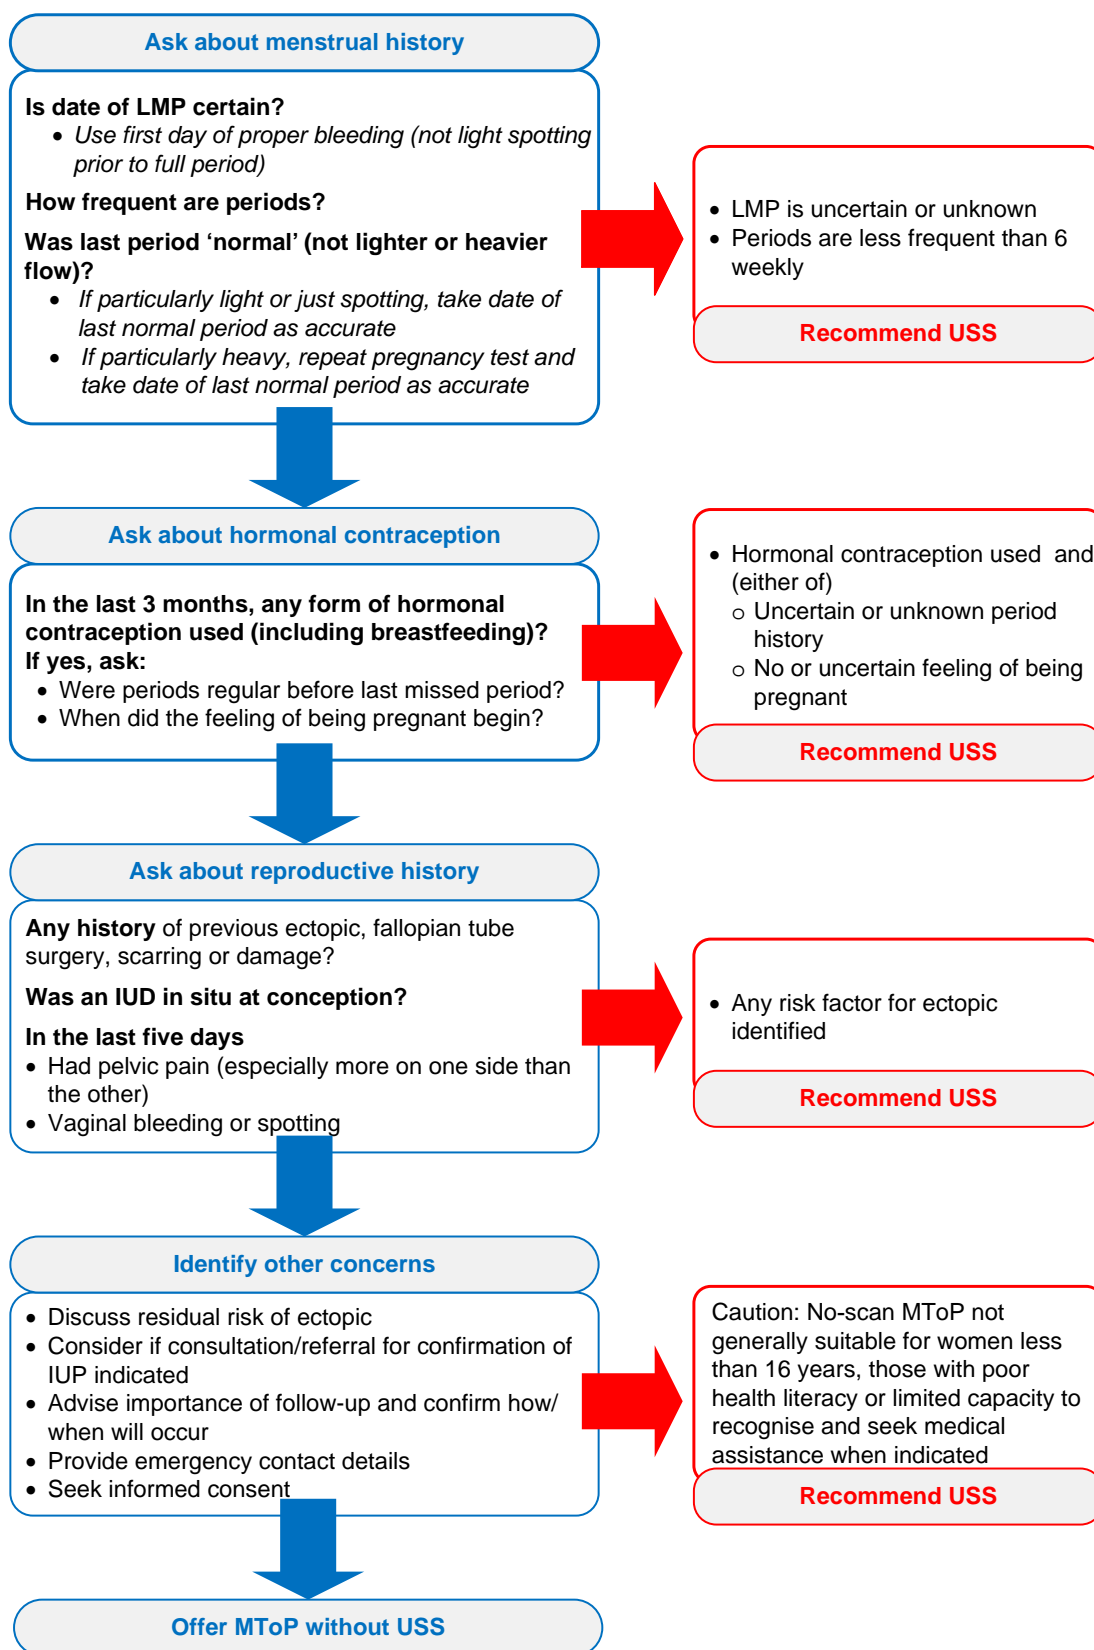 Ask about menstrual history
Is date of LMP certain?
• Use first day of proper bleeding (not light spotting
prior to full period)
How frequent are periods?
Was last period ‘normal’ (not lighter or heavier
flow)?
• If particularly light or just spotting, take date of
last normal period as accurate
• If particularly heavy, repeat pregnancy test and
take date of last normal period as accurate
• LMP is uncertain or unknown
• Periods are less frequent than 6
weekly
Recommend USS
Ask about hormonal contraception
In the last 3 months, any form of hormonal
contraception used (including breastfeeding)?
If yes, ask:
• Were periods regular before last missed period?
• When did the feeling of being pregnant begin?
• Hormonal contraception used and
(either of)
o Uncertain or unknown period
history
o No or uncertain feeling of being
pregnant
Recommend USS
Ask about reproductive history
Any history of previous ectopic, fallopian tube
surgery, scarring or damage?
Was an IUD in situ at conception?
In the last five days
• Had pelvic pain (especially more on one side than
the other)
• Vaginal bleeding or spotting
• Any risk factor for ectopic
identified
Recommend USS
Identify other concerns
• Discuss residual risk of ectopic
• Consider if consultation/referral for confirmation of
IUP indicated
• Advise importance of follow-up and confirm how/
when will occur
• Provide emergency contact details
• Seek informed consent
Caution: No-scan MToP not
generally suitable for women less
than 16 years, those with poor
health literacy or limited capacity to
recognise and seek medical
assistance when indicated
Recommend USS
Offer MToP without USS